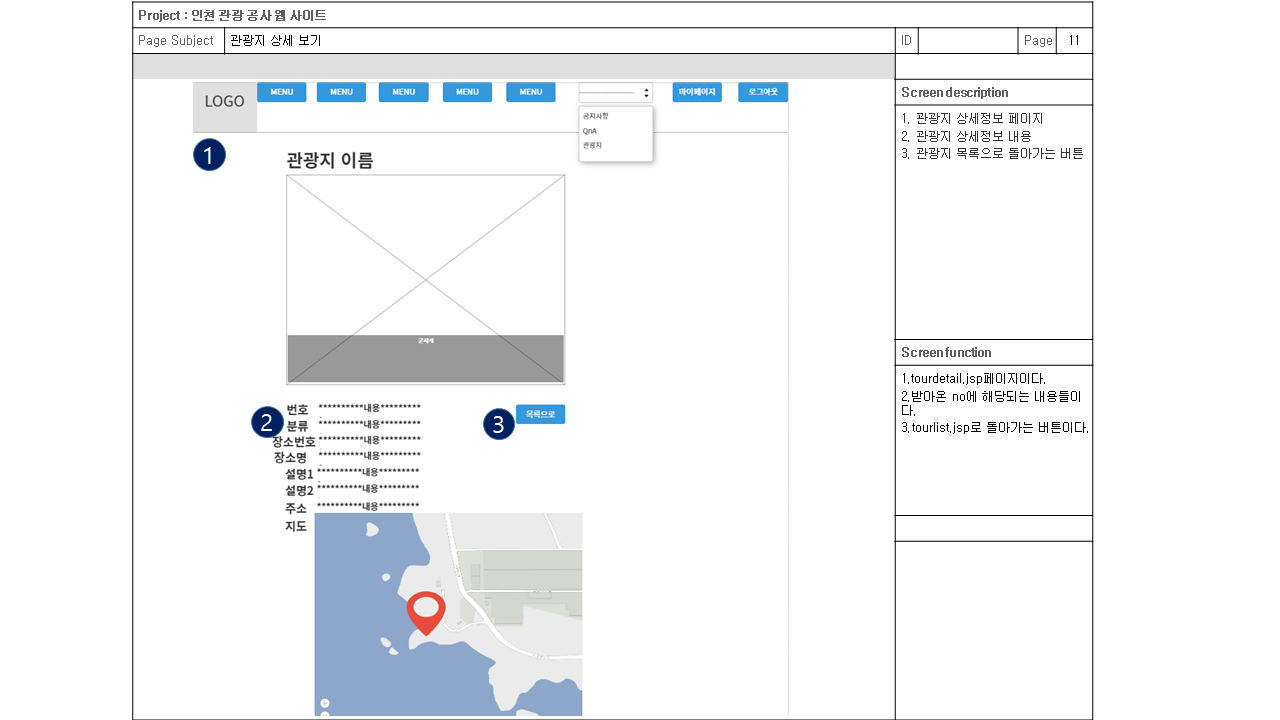 Project : 인천 관광 공사 웹 사이트
Page Subject 관광지 상세 보기 ID Page 11
LOGO MENU MENU MENU MENU MENU 마이페이지 로그아웃
공지사항
QnA
관광지
1
관광지 이름
2
번호 **********내용*********
분류 **********내용*********
장소번호 **********내용*********
장소명 **********내용*********
설명1 **********내용*********
설명2 **********내용*********
주소 **********내용*********
지도
3
목록으로
Screen description
1. 관광지 상세정보 페이지
2. 관광지 상세정보 내용
3. 관광지 목록으로 돌아가는 버튼
Screen function
1.tourdetail.jsp페이지이다.
2.받아온 no에 해당되는 내용들이
다.
3.tourlist.jsp로 돌아가는 버튼이다.